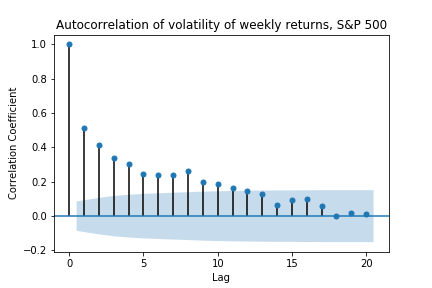 Autocorrelation of volatility of weekly returns, S&P 500
1.0
0.8
0.6
0.4
0.2
0.0
−0.2
Correlation Coefficient
0 5 10 15 20
Lag